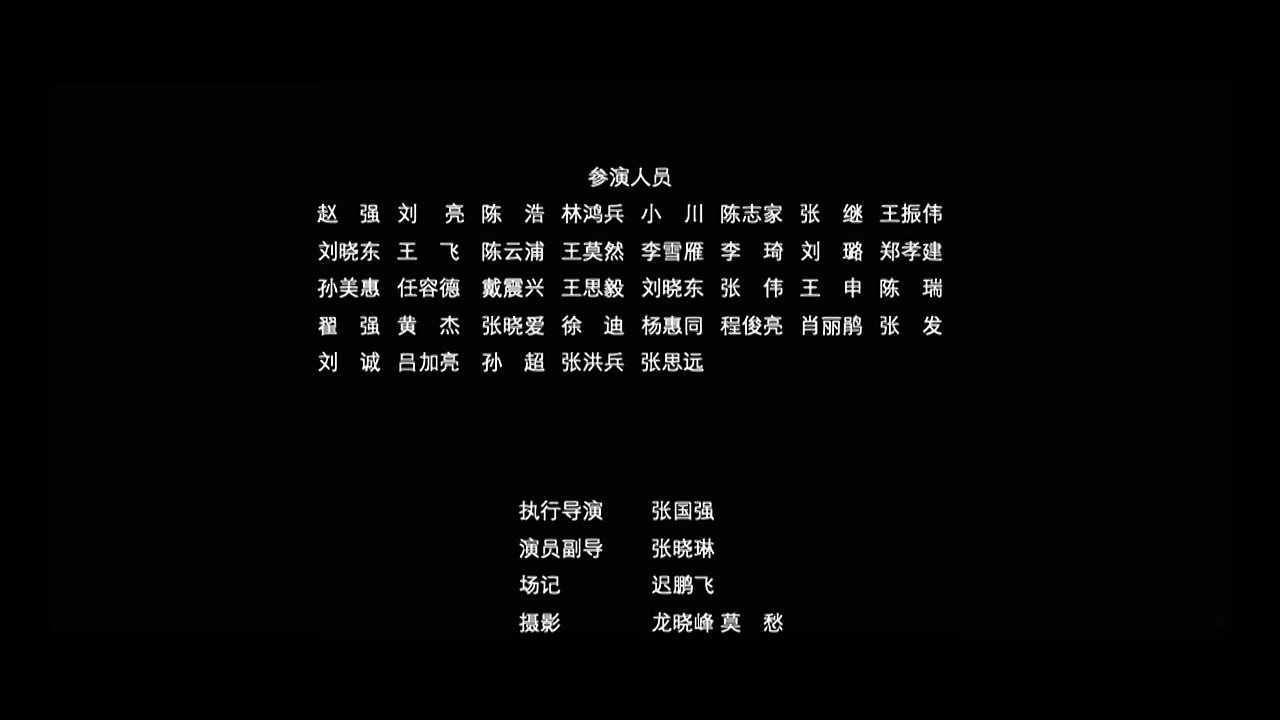 参演人员
赵　强 刘　亮 陈　浩 林鸿兵 小　川 陈志家 张　继 王振伟
刘晓东 王　飞 陈云浦 王莫然 李雪雁 李　琦 刘　璐 郑孝建
孙美惠 任容德 戴震兴 王思毅 刘晓东 张　伟 王　申 陈　瑞
翟　强 黄　杰 张晓爱 徐　迪 杨惠同 程俊亮 肖丽鹃 张　发
刘　诚 吕加亮 孙　超 张洪兵 张思远
执行导演 张国强
演员副导 张晓琳
场记 迟鹏飞
摄影 龙晓峰 莫　愁